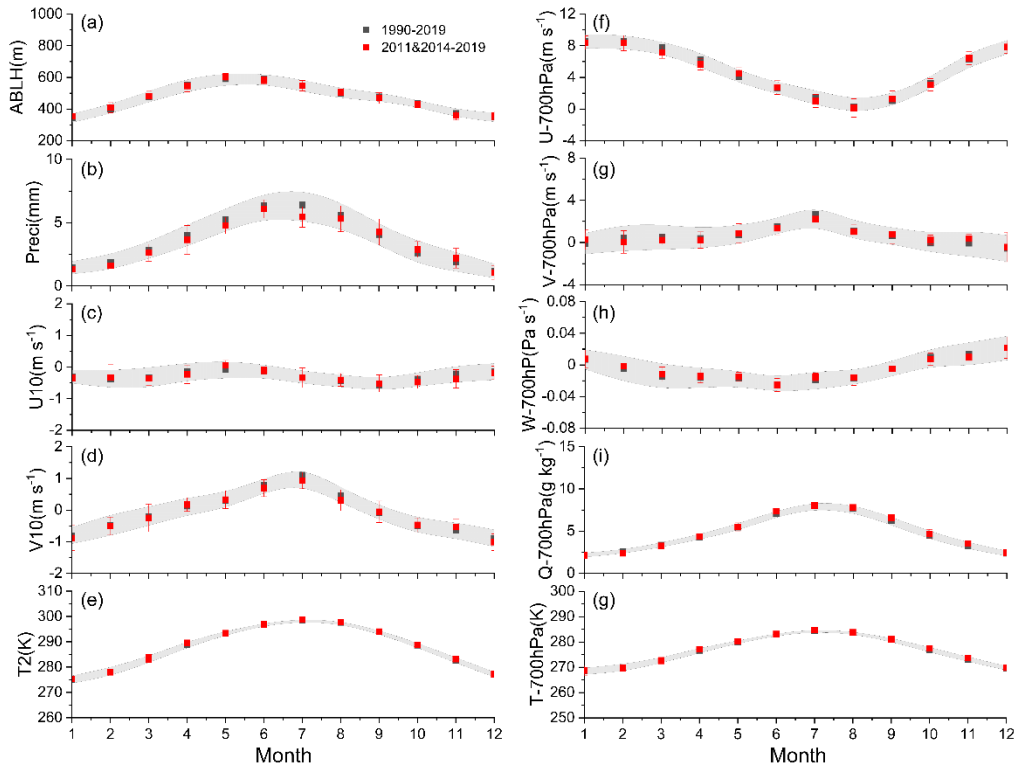 (a)
1990-2019
2011&2014-2019
ABLH(m)
800
600
400
200
(b)
Preci(mm)
10
5
0
(c)
U10(m s⁻¹)
2
1
0
-1
-2
(d)
V10(m s⁻¹)
2
1
0
-1
-2
(e)
T2(K)
310
300
290
280
270
260
1 2 3 4 5 6 7 8 9 10 11 12
Month
(f)
U-700hPa(m s⁻¹)
12
8
4
0
-4
(g)
V-700hPa(m s⁻¹)
8
4
0
-4
(h)
W-700hP(Pa s⁻¹)
0.08
0.04
0.00
-0.04
-0.08
(i)
Q-700hPa(g kg⁻¹)
15
10
5
0
(g)
T-700hPa(K)
300
290
280
270
260
250
1 2 3 4 5 6 7 8 9 10 11 12
Month